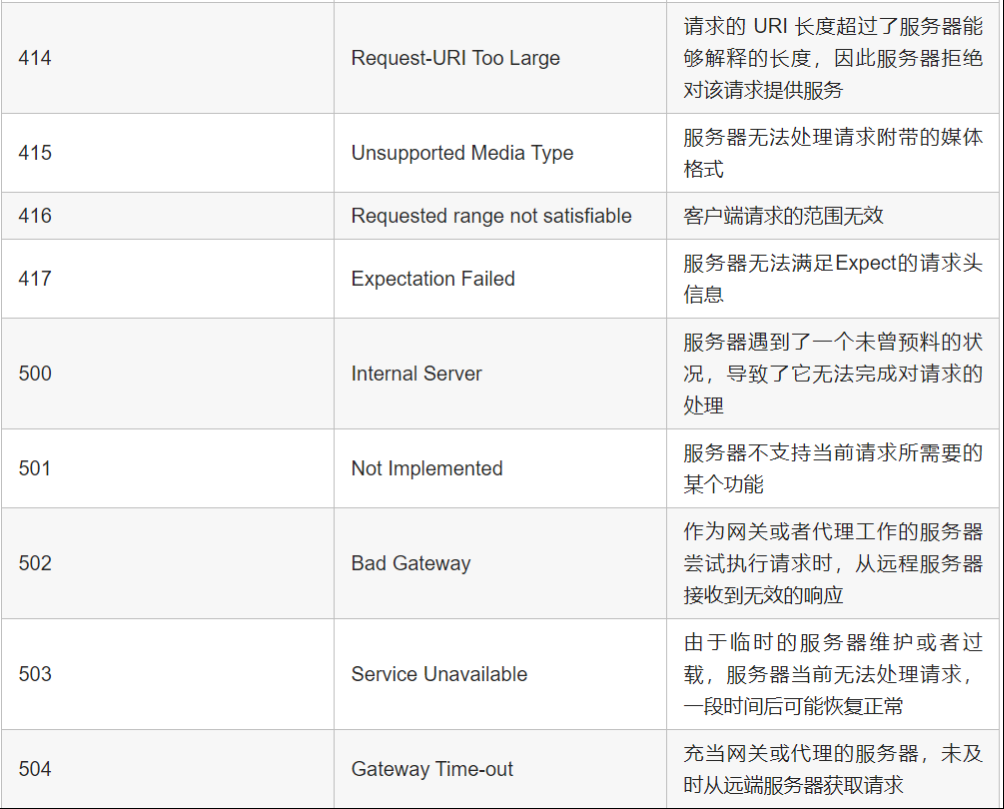 414
Request-URI Too Large
请求的 URI 长度超过了服务器能
够解释的长度，因此服务器拒绝
对该请求提供服务
415
Unsupported Media Type
服务器无法处理请求附带的媒体
格式
416
Requested range not satisfiable
客户端请求的范围无效
417
Expectation Failed
服务器无法满足Expect的请求头
信息
500
Internal Server
服务器遇到了一个未曾预料的状
况，导致了它无法完成对请求的
处理
501
Not Implemented
服务器不支持当前请求所需要的
某个功能
502
Bad Gateway
作为网关或者代理工作的服务器
尝试执行请求时，从远程服务器
接收到无效的响应
503
Service Unavailable
由于临时的服务器维护或者过
载，服务器当前无法处理请求，
一段时间后可能恢复正常
504
Gateway Time-out
充当网关或代理的服务器，未及
时从远端服务器获取请求